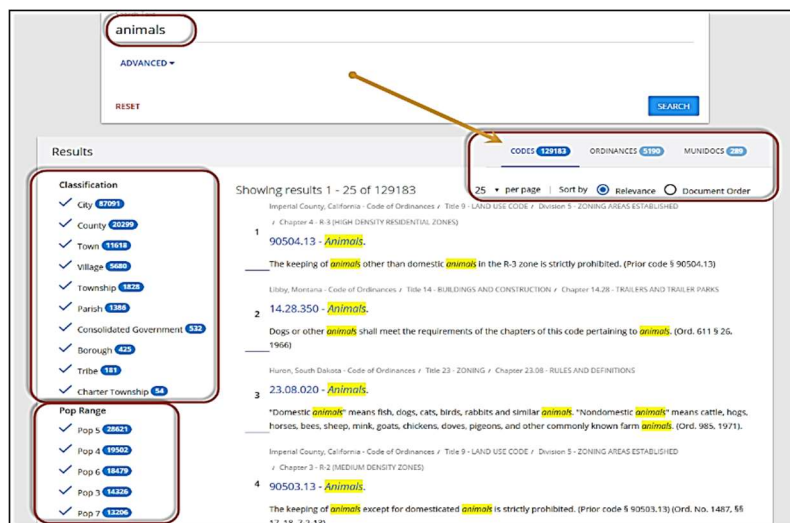 animals
ADVANCED
RESET
SEARCH
Results
CODES 129183 ORDINANCES 5190 MUNIDOCS 289
Classification
City 87091
County 20299
Town 11618
Village 5680
Township 1828
Parish 1386
Consolidated Government 532
Borough 425
Tribe 181
Charter Township 54
Pop Range
Pop 5 28621
Pop 4 19502
Pop 6 18479
Pop 3 14326
Pop 7 13206
Showing results 1 - 25 of 129183
25 per page | Sort by Relevance Document Order
Imperial County, California - Code of Ordinances / Title 9 - LAND USE CODE / Division 5 - ZONING AREAS ESTABLISHED
/ Chapter 4 - R-3 (HIGH DENSITY RESIDENTIAL ZONES)
1
90504.13 - Animals.
The keeping of animals other than domestic animals in the R-3 zone is strictly prohibited. (Prior code § 90504.13)
Libby, Montana - Code of Ordinances / Title 14 - BUILDINGS AND CONSTRUCTION / Chapter 14.28 - TRAILERS AND TRAILER PARKS
2 14.28.350 - Animals.
Dogs or other animals shall meet the requirements of the chapters of this code pertaining to animals. (Ord. 611 § 26,
1966)
Huron, South Dakota - Code of Ordinances / Title 23 - ZONING / Chapter 23.08 - RULES AND DEFINITIONS
3 23.08.020 - Animals.
"Domestic animals" means fish, dogs, cats, birds, rabbits and similar animals. "Nondomestic animals" means cattle, hogs,
horses, bees, sheep, mink, goats, chickens, doves, pigeons, and other commonly known farm animals. (Ord. 985, 1971).
Imperial County, California - Code of Ordinances / Title 9 - LAND USE CODE / Division 5 - ZONING AREAS ESTABLISHED
/ Chapter 3 - R-2 (MEDIUM DENSITY ZONES)
4 90503.13 - Animals.
The keeping of animals except for domesticated animals is strictly prohibited. (Prior code § 90503.13) (Ord. No. 1487, §§